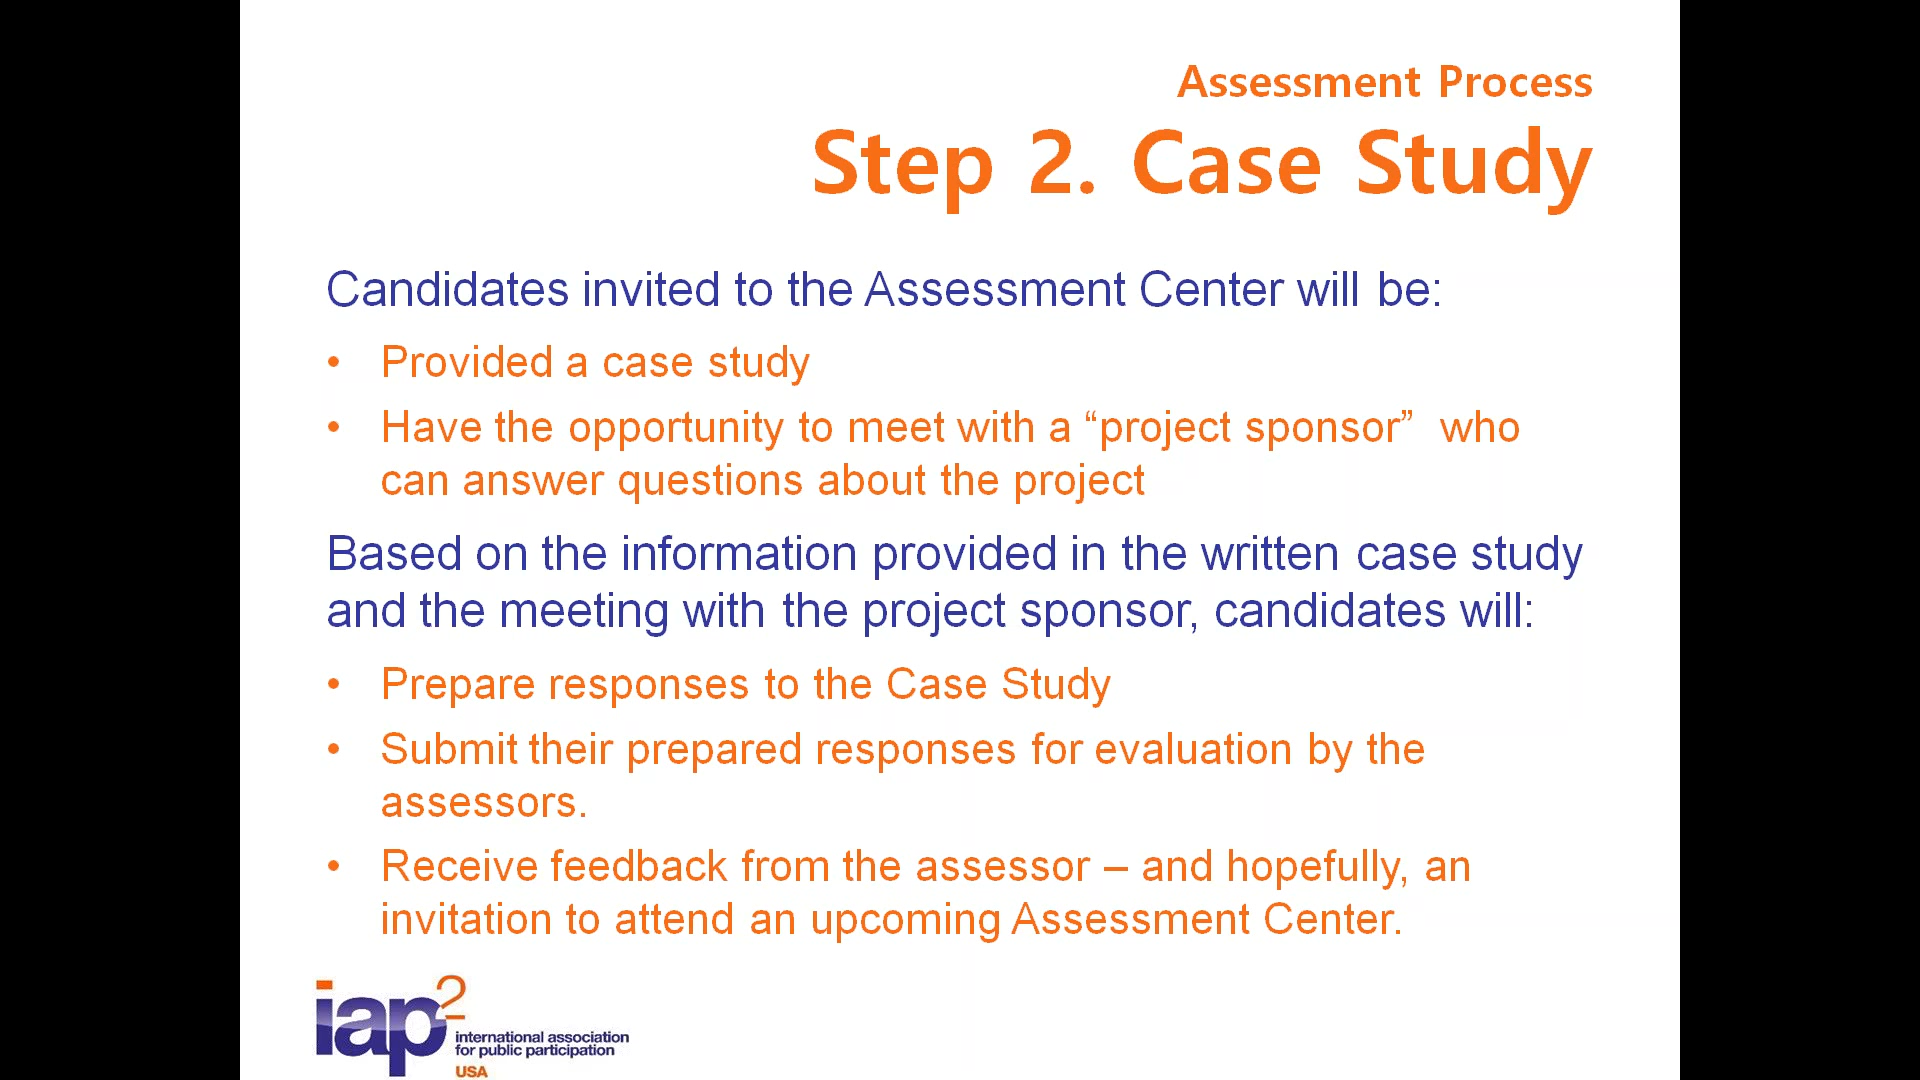 Assessment Process
Step 2. Case Study
Candidates invited to the Assessment Center will be:
• Provided a case study
• Have the opportunity to meet with a “project sponsor”  who
can answer questions about the project
Based on the information provided in the written case study
and the meeting with the project sponsor, candidates will:
• Prepare responses to the Case Study
• Submit their prepared responses for evaluation by the
assessors.
• Receive feedback from the assessor – and hopefully, an
invitation to attend an upcoming Assessment Center.
iap2
international association
for public participation
USA